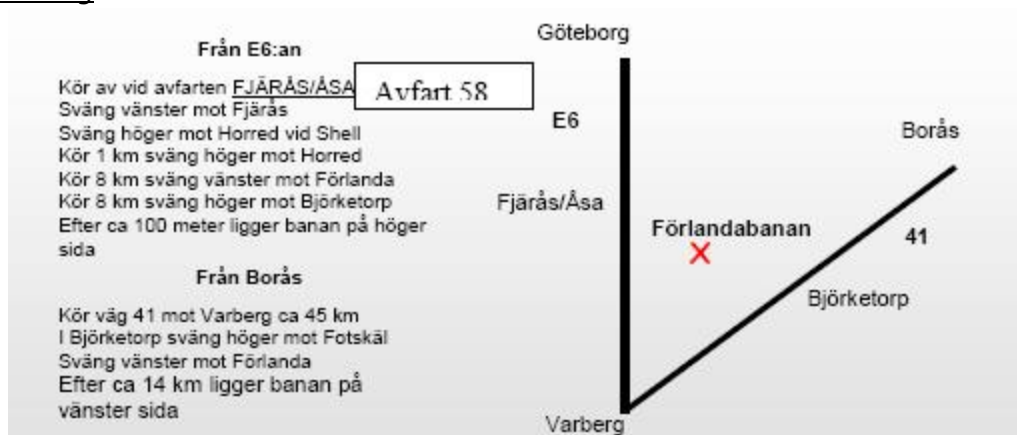 Från E6:an
Kör av vid avfarten FJÄRÅS/ÅSA
Avfart 58
Sväng vänster mot Fjärås
Sväng höger mot Horred vid Shell
Kör 1 km sväng höger mot Horred
Kör 8 km sväng vänster mot Förlanda
Kör 8 km sväng höger mot Björketorp
Efter ca 100 meter ligger banan på höger
sida
Från Borås
Kör väg 41 mot Varberg ca 45 km
I Björketorp sväng höger mot Fotskäl
Sväng vänster mot Förlanda
Efter ca 14 km ligger banan på
vänster sida
Göteborg
E6
Borås
Fjärås/Åsa
Förlandabanan
41
Björketorp
Varberg